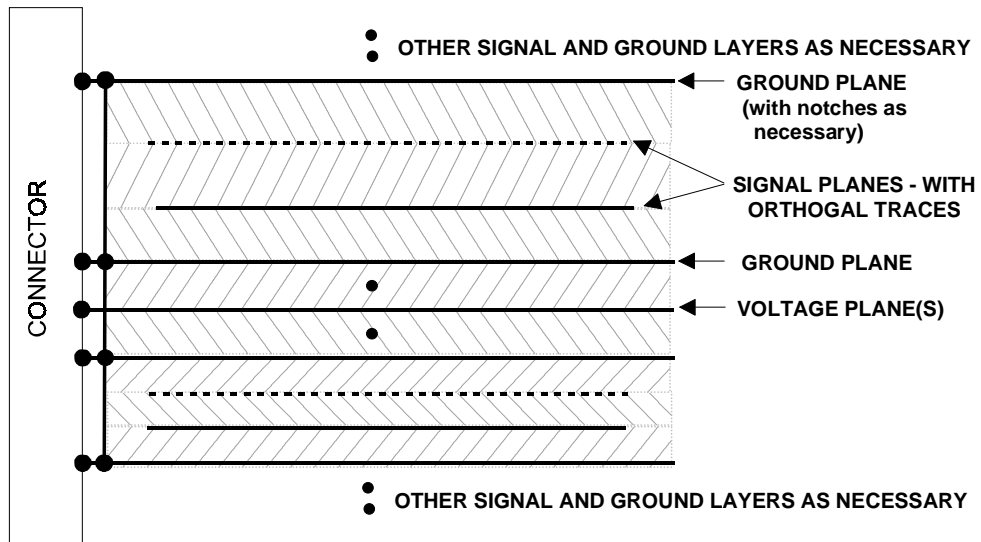 OTHER SIGNAL AND GROUND LAYERS AS NECESSARY
GROUND PLANE
(with notches as
necessary)
SIGNAL PLANES - WITH
ORTHOGAL TRACES
CONNECTOR
GROUND PLANE
VOLTAGE PLANE(S)
OTHER SIGNAL AND GROUND LAYERS AS NECESSARY